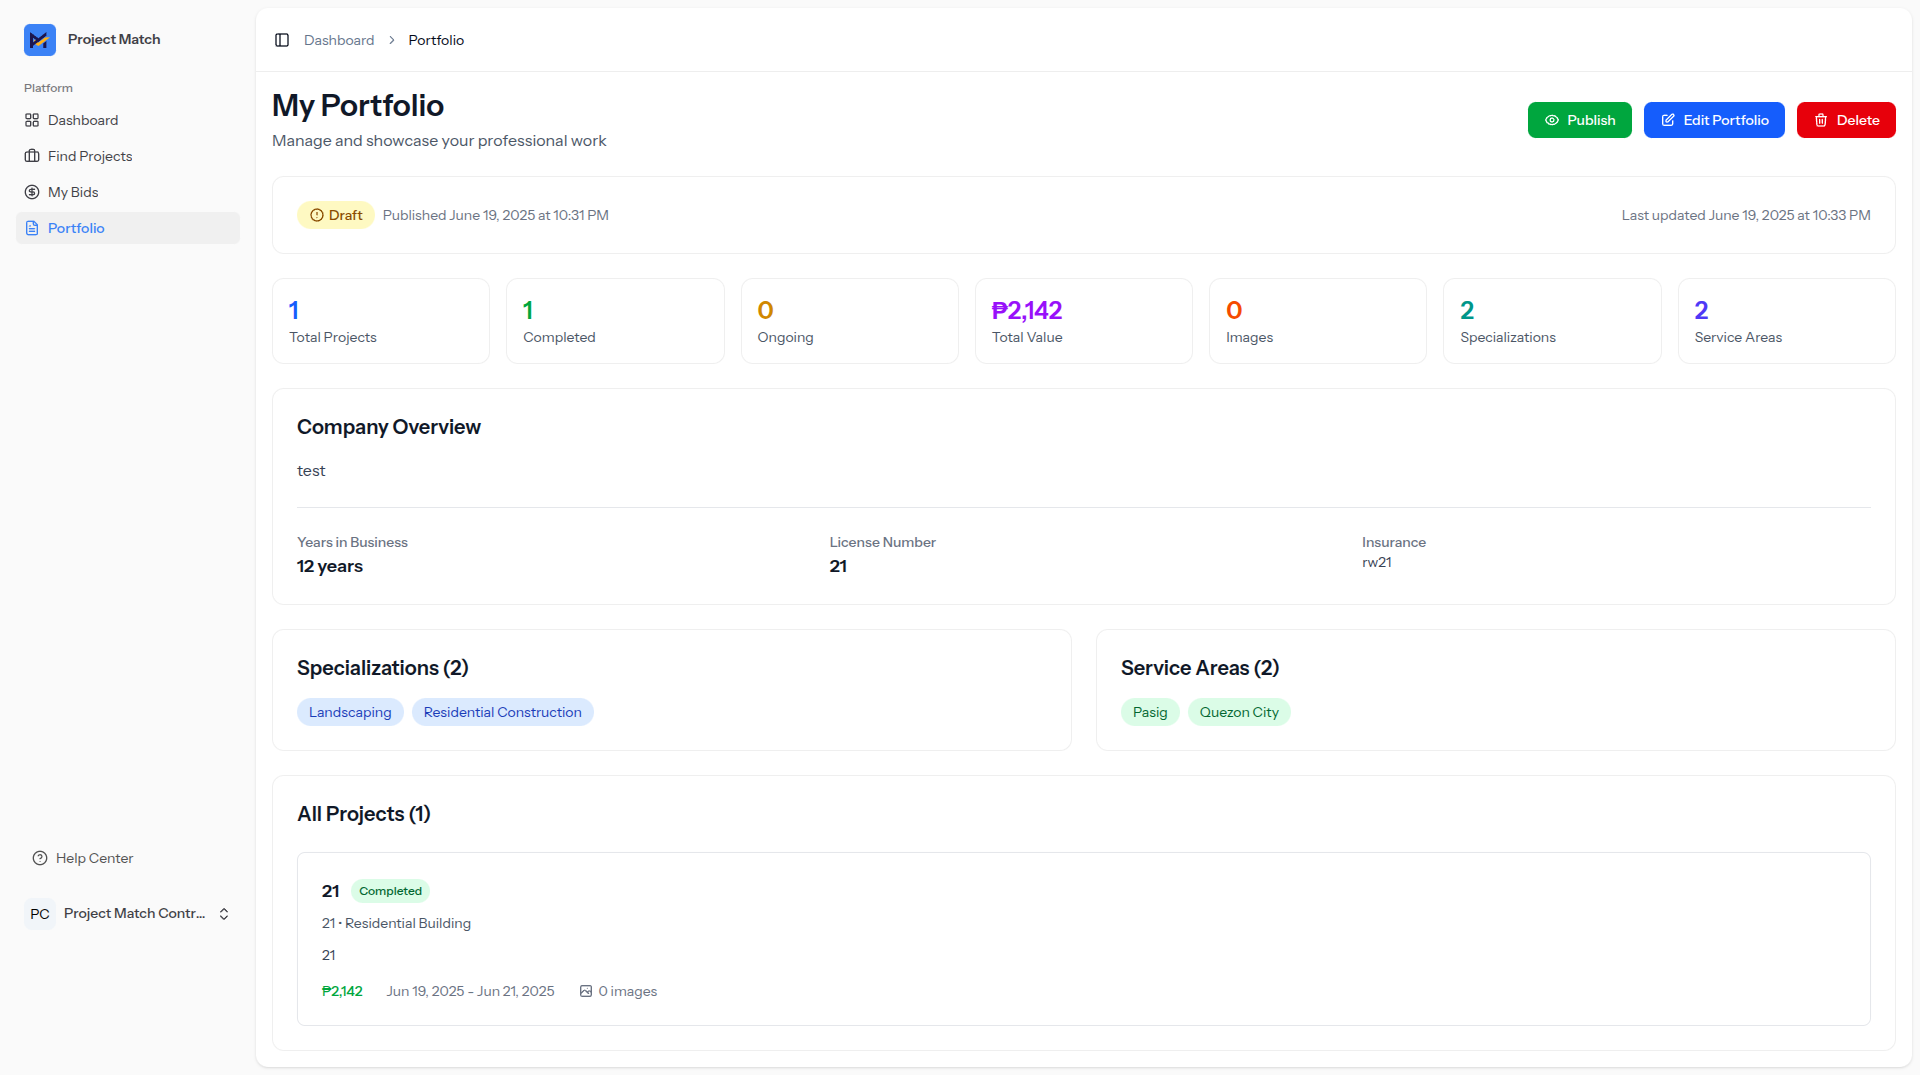 Project Match
Platform
Dashboard
Find Projects
My Bids
Portfolio
Help Center
PC Project Match Contr...
Dashboard > Portfolio
My Portfolio
Manage and showcase your professional work
Publish
Edit Portfolio
Delete
Draft Published June 19, 2025 at 10:31 PM
Last updated June 19, 2025 at 10:33 PM
1
Total Projects
1
Completed
0
Ongoing
₱2,142
Total Value
0
Images
2
Specializations
2
Service Areas
Company Overview
test
Years in Business
12 years
License Number
21
Insurance
rw21
Specializations (2)
Landscaping Residential Construction
Service Areas (2)
Pasig Quezon City
All Projects (1)
21 Completed
21 • Residential Building
21
₱2,142 Jun 19, 2025 - Jun 21, 2025 0 images